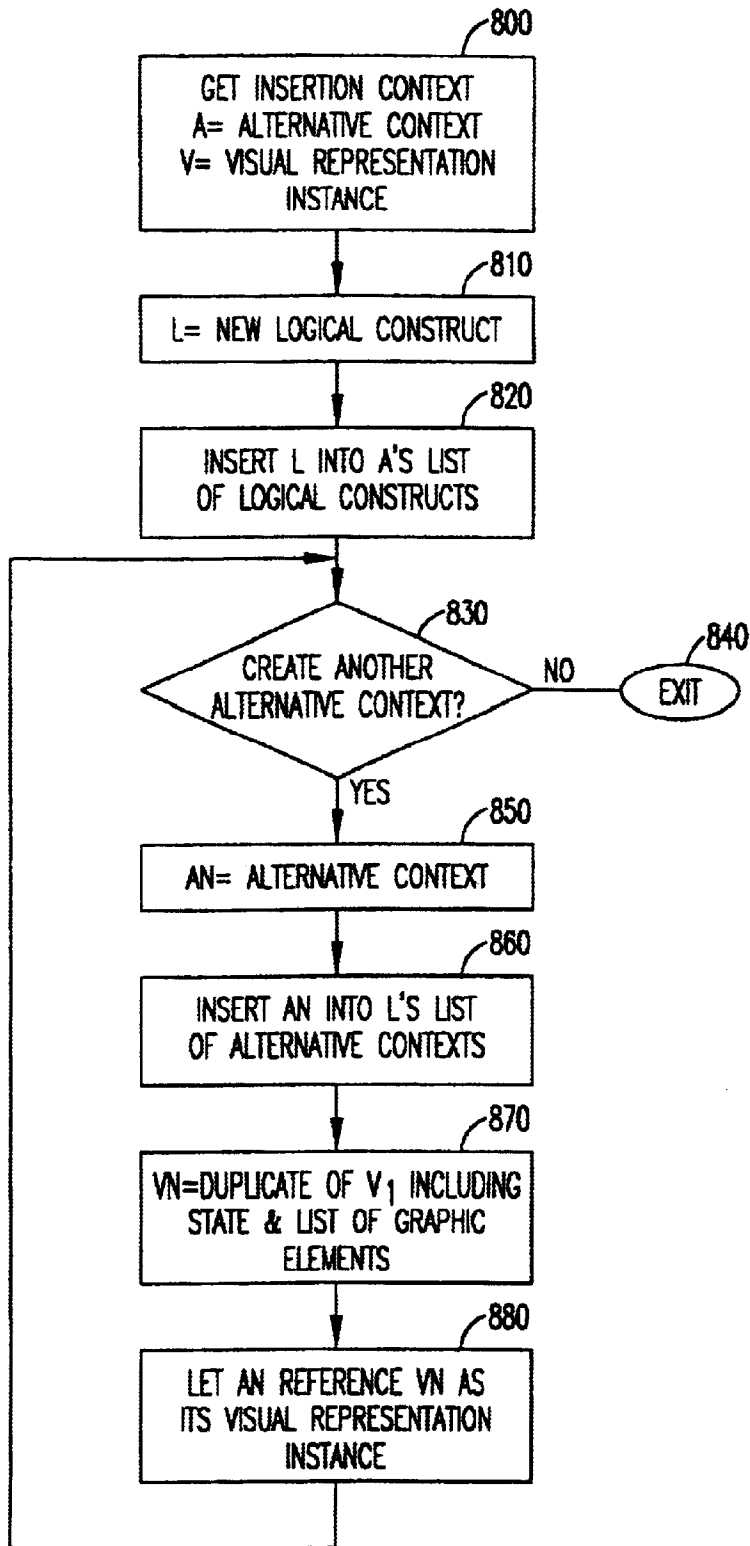 800
GET INSERTION CONTEXT
A= ALTERNATIVE CONTEXT
V= VISUAL REPRESENTATION
INSTANCE
810
L= NEW LOGICAL CONSTRUCT
820
INSERT L INTO A'S LIST
OF LOGICAL CONSTRUCTS
830
CREATE ANOTHER
ALTERNATIVE CONTEXT?
NO
840
EXIT
YES
850
AN= ALTERNATIVE CONTEXT
860
INSERT AN INTO L'S LIST
OF ALTERNATIVE CONTEXTS
870
VN=DUPLICATE OF V1 INCLUDING
STATE & LIST OF GRAPHIC
ELEMENTS
880
LET AN REFERENCE VN AS
ITS VISUAL REPRESENTATION
INSTANCE